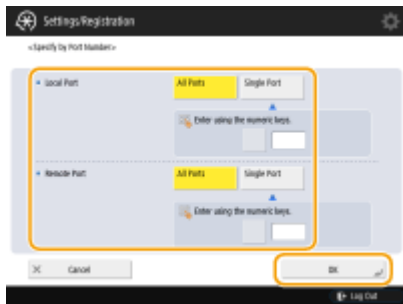 Settings/Registration
<Specify by Port Number>
Local Port
All Ports
Single Port
Enter using the numeric keys.
Remote Port
All Ports
Single Port
Enter using the numeric keys.
Cancel
OK
Log Out